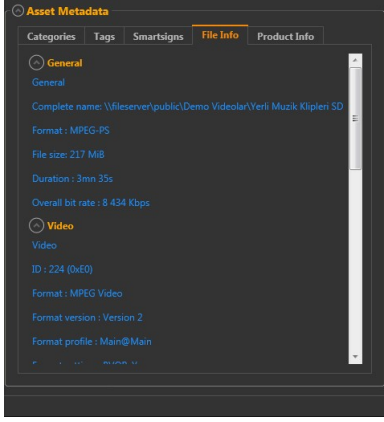 Asset Metadata
Categories Tags Smartsigns File Info Product Info
General
General
Complete name: \\fileserver\public\Demo Videolar\Yerli Muzik Klipleri SD
Format : MPEG-PS
File size: 217 MiB
Duration : 3mn 35s
Overall bit rate : 8 434 Kbps
Video
Video
ID : 224 (0xE0)
Format : MPEG Video
Format version : Version 2
Format profile : Main@Main